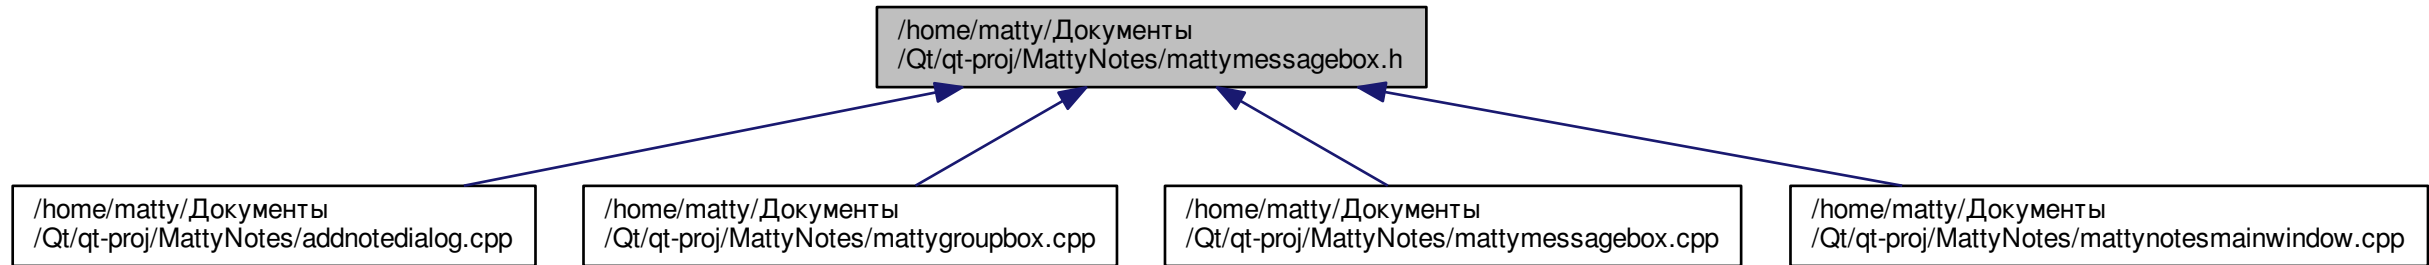 /home/matty/Документы
/Qt/qt-proj/MattyNotes/mattymessagebox.h
/home/matty/Документы
/Qt/qt-proj/MattyNotes/addnotedialog.cpp
/home/matty/Документы
/Qt/qt-proj/MattyNotes/mattygroupbox.cpp
/home/matty/Документы
/Qt/qt-proj/MattyNotes/mattymessagebox.cpp
/home/matty/Документы
/Qt/qt-proj/MattyNotes/mattynotesmainwindow.cpp